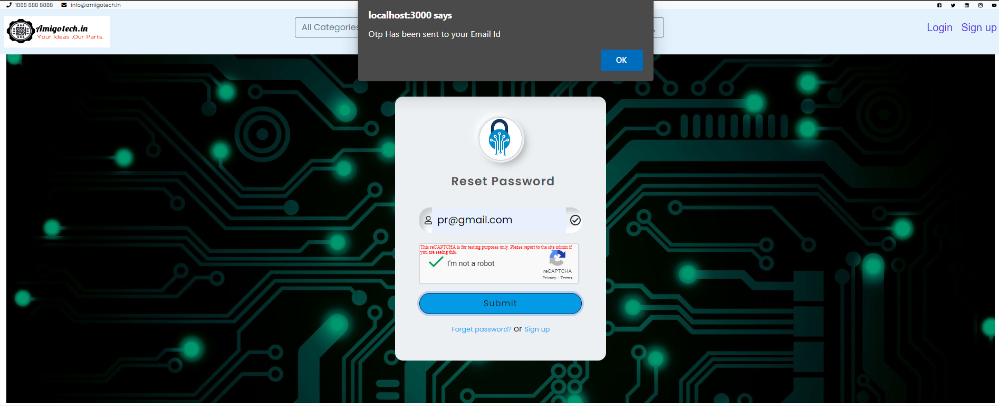 1888 888 8888 info@amigotech.in
localhost:3000 says
Otp Has been sent to your Email Id
OK
Amigotech.in
Your Ideas ,Our Parts.
All Categories
Login Sign up
Reset Password
pr@gmail.com
This reCAPTCHA is for testing purposes only. Please report to the site admin if
you are seeing this.
I'm not a robot
reCAPTCHA
Privacy - Terms
Submit
Forget password? or Sign up